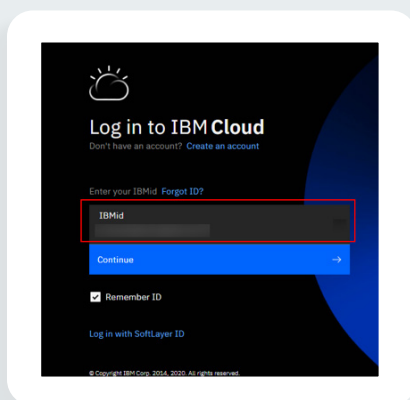 Log in to IBM Cloud
Don't have an account? Create an account
Enter your IBMid Forgot ID?
IBMid
Continue →
Remember ID
Log in with SoftLayer ID
© Copyright IBM Corp. 2014, 2020. All rights reserved.